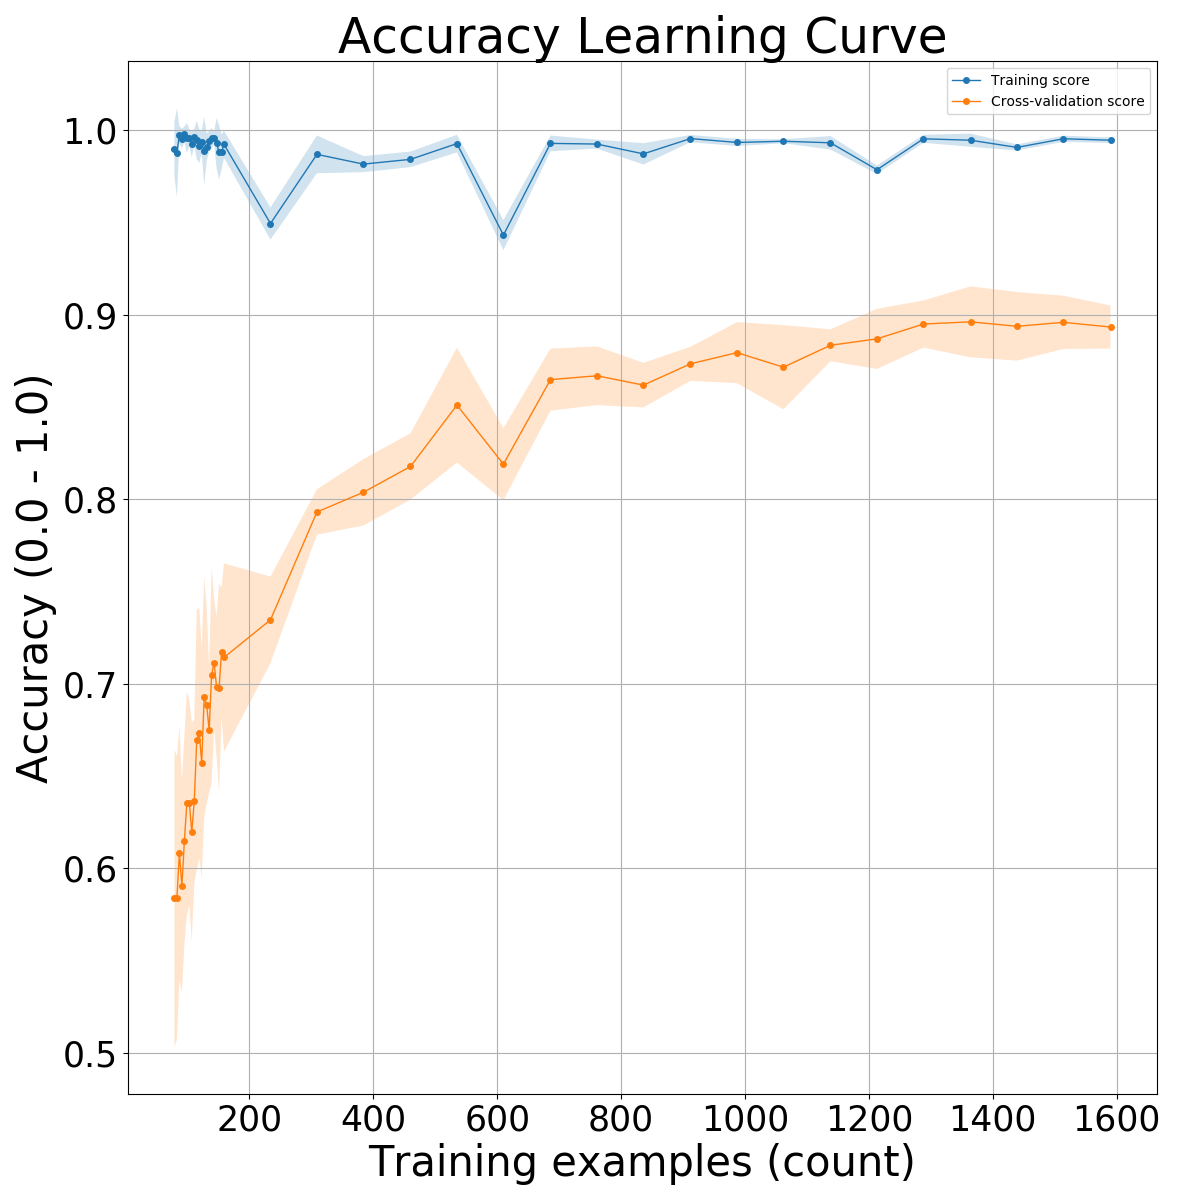 Accuracy Learning Curve
Training score
Cross-validation score
1.0
0.9
0.8
0.7
0.6
0.5
Accuracy (0.0 - 1.0)
200 400 600 800 1000 1200 1400 1600
Training examples (count)